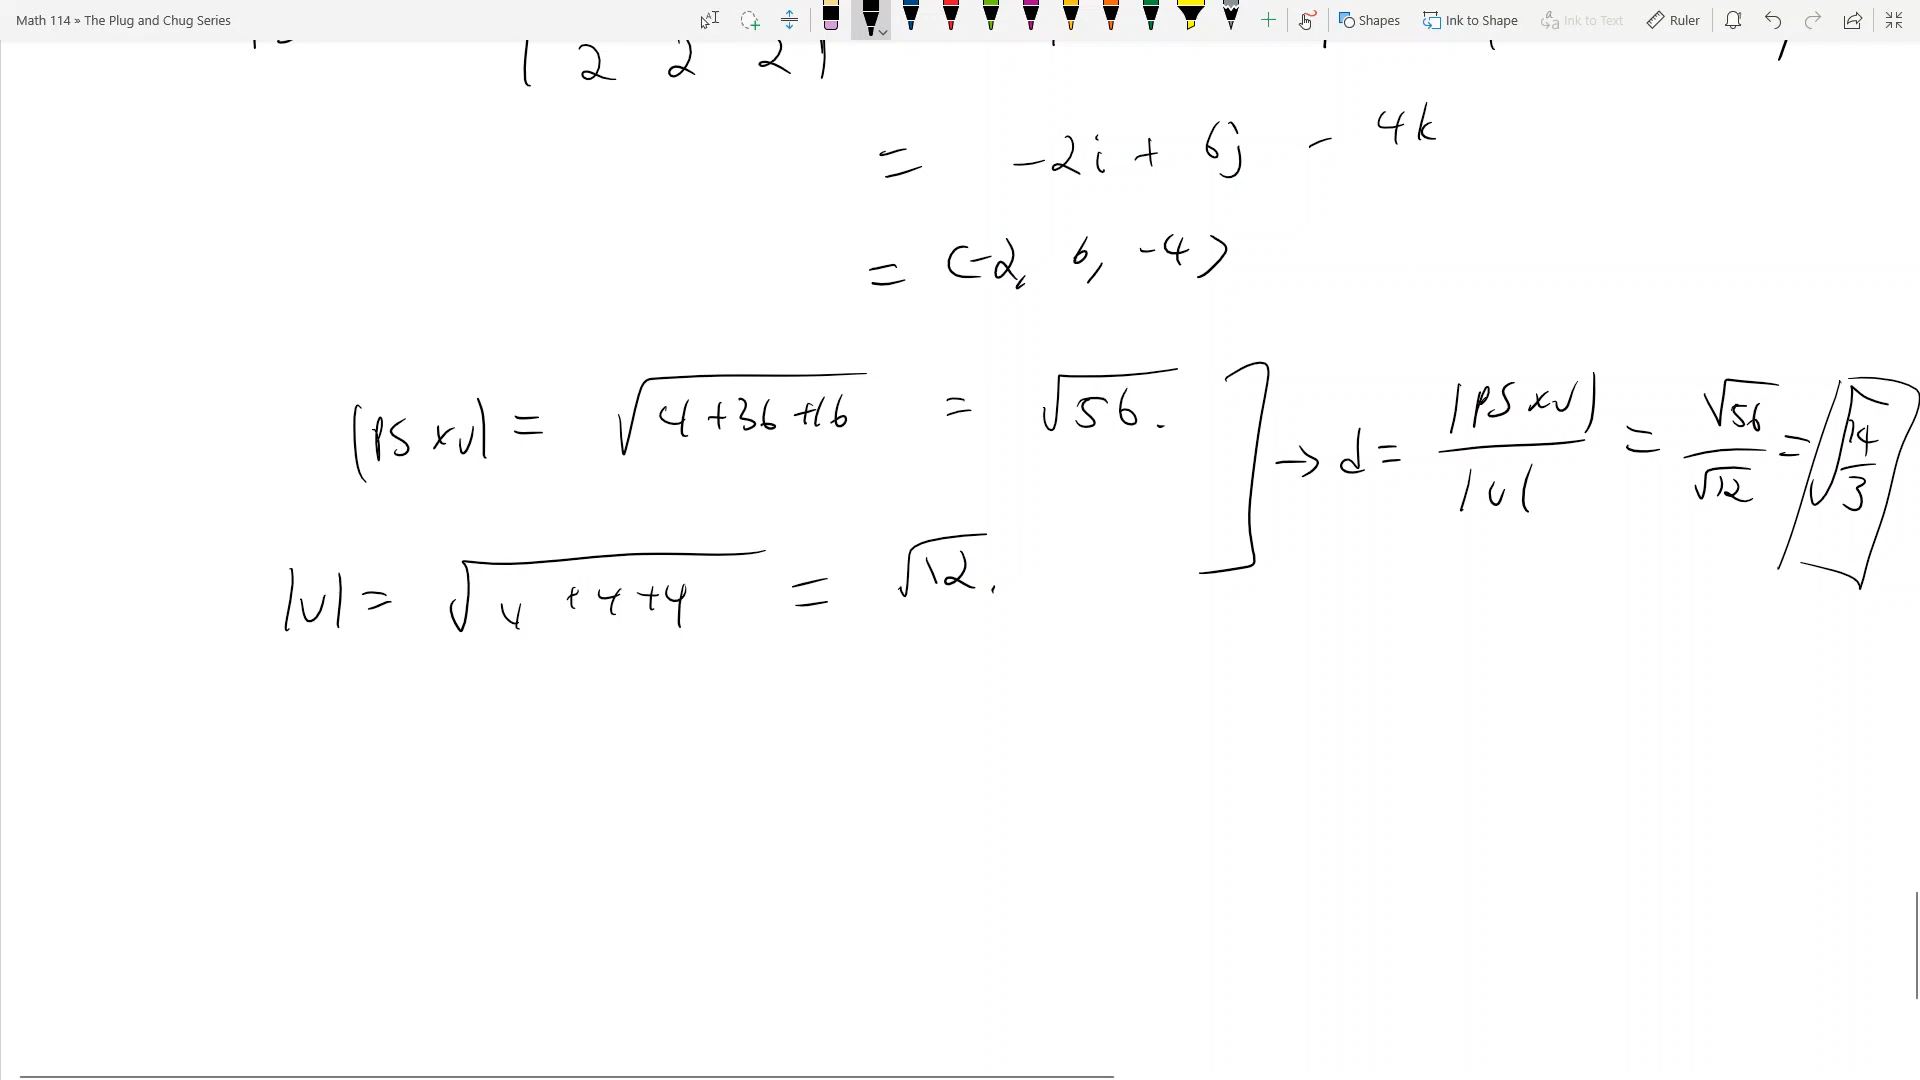 Math 114 » The Plug and Chug Series
Shapes
Ink to Shape
Ink to Text
Ruler
| 2 2 2 |
= -2i + 6j - 4k
= <-2, 6, -4>
|PS x v| = √(4+36+16) = √56.
→ d = |PS x v| / |v| = √56 / √12 = √(14/3)
|v| = √(4+4+4) = √12.